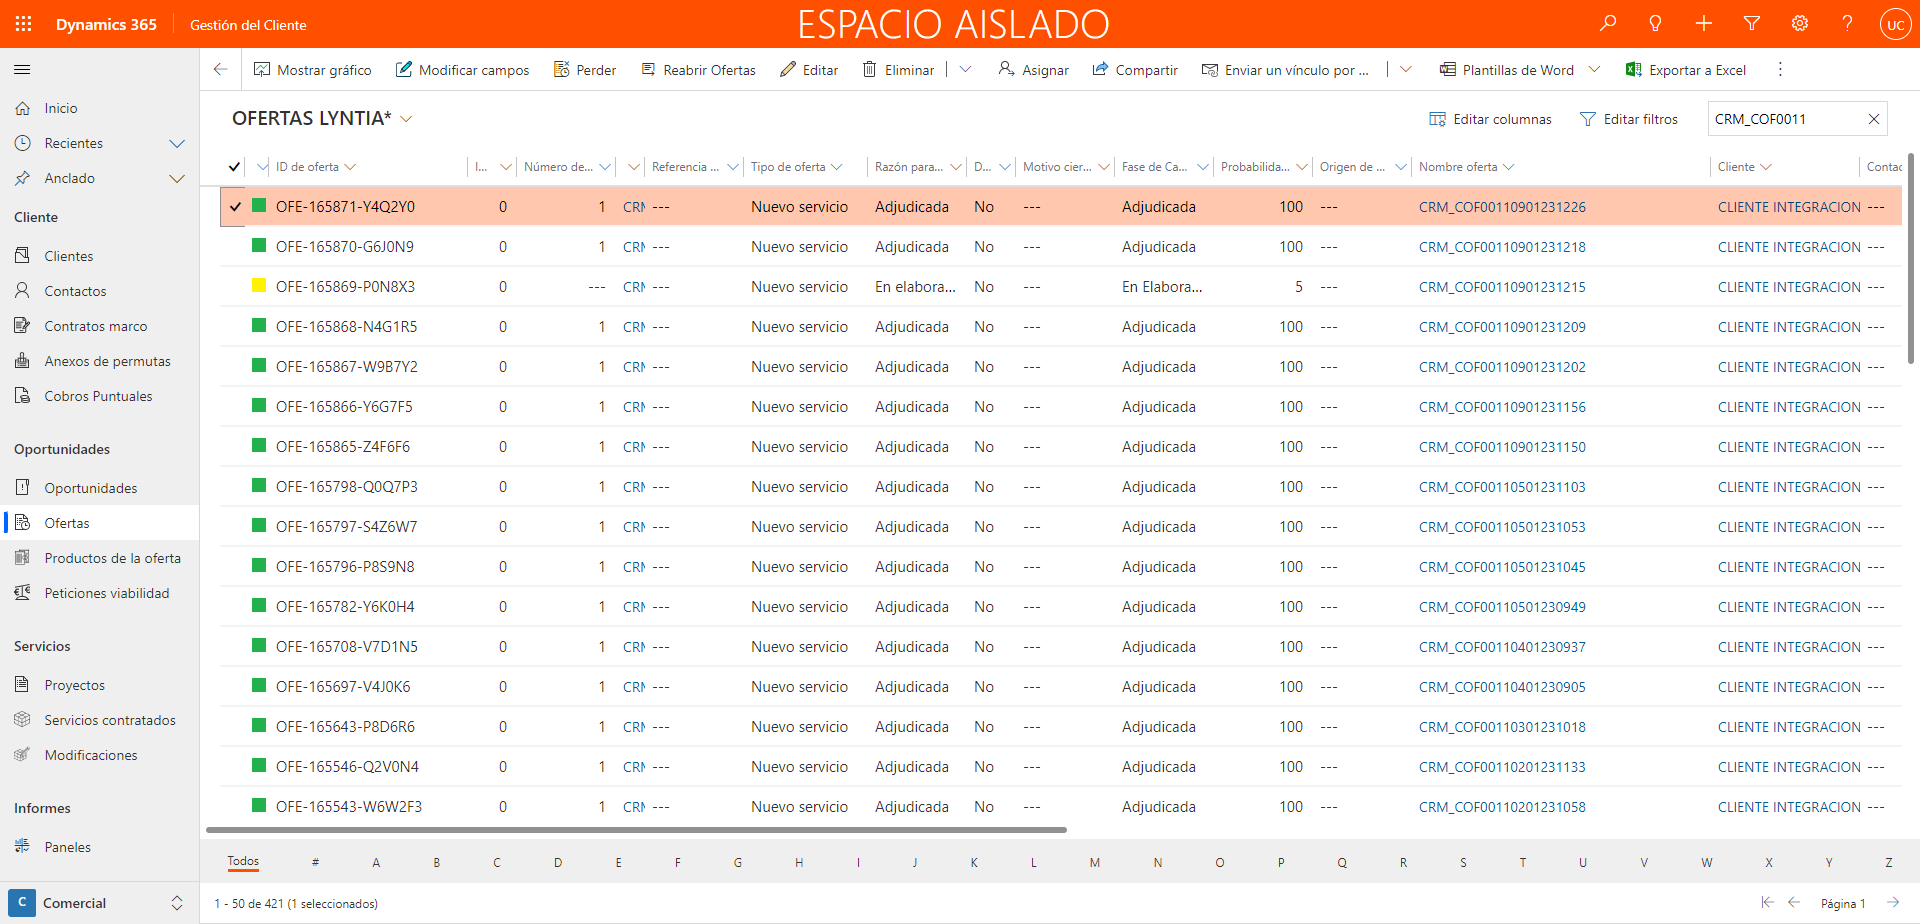 Dynamics 365 Gestión del Cliente ESPACIO AISLADO UC
Mostrar gráfico Modificar campos Perder Reabrir Ofertas Editar Eliminar Asignar Compartir Enviar un vínculo por ... Plantillas de Word Exportar a Excel
Inicio
Recientes
Anclado
Cliente
Clientes
Contactos
Contratos marco
Anexos de permutas
Cobros Puntuales
Oportunidades
Oportunidades
Ofertas
Productos de la oferta
Peticiones viabilidad
Servicios
Proyectos
Servicios contratados
Modificaciones
Informes
Paneles
C Comercial
OFERTAS LYNTIA* Editar columnas Editar filtros CRM_COF0011
ID de oferta I... Número de... Referencia ... Tipo de oferta Razón para... D... Motivo cier... Fase de Ca... Probabilida... Origen de ... Nombre oferta Cliente Contac
OFE-165871-Y4Q2Y0 0 1 CRM --- Nuevo servicio Adjudicada No --- Adjudicada 100 --- CRM_COF00110901231226 CLIENTE INTEGRACION ---
OFE-165870-G6J0N9 0 1 CRM --- Nuevo servicio Adjudicada No --- Adjudicada 100 --- CRM_COF00110901231218 CLIENTE INTEGRACION ---
OFE-165869-P0N8X3 0 --- CRM --- Nuevo servicio En elabora... No --- En Elabora... 5 --- CRM_COF00110901231215 CLIENTE INTEGRACION ---
OFE-165868-N4G1R5 0 1 CRM --- Nuevo servicio Adjudicada No --- Adjudicada 100 --- CRM_COF00110901231209 CLIENTE INTEGRACION ---
OFE-165867-W9B7Y2 0 1 CRM --- Nuevo servicio Adjudicada No --- Adjudicada 100 --- CRM_COF00110901231202 CLIENTE INTEGRACION ---
OFE-165866-Y6G7F5 0 1 CRM --- Nuevo servicio Adjudicada No --- Adjudicada 100 --- CRM_COF00110901231156 CLIENTE INTEGRACION ---
OFE-165865-Z4F6F6 0 1 CRM --- Nuevo servicio Adjudicada No --- Adjudicada 100 --- CRM_COF00110901231150 CLIENTE INTEGRACION ---
OFE-165798-Q0Q7P3 0 1 CRM --- Nuevo servicio Adjudicada No --- Adjudicada 100 --- CRM_COF00110501231103 CLIENTE INTEGRACION ---
OFE-165797-S4Z6W7 0 1 CRM --- Nuevo servicio Adjudicada No --- Adjudicada 100 --- CRM_COF00110501231053 CLIENTE INTEGRACION ---
OFE-165796-P8S9N8 0 1 CRM --- Nuevo servicio Adjudicada No --- Adjudicada 100 --- CRM_COF00110501231045 CLIENTE INTEGRACION ---
OFE-165782-Y6K0H4 0 1 CRM --- Nuevo servicio Adjudicada No --- Adjudicada 100 --- CRM_COF00110501230949 CLIENTE INTEGRACION ---
OFE-165708-V7D1N5 0 1 CRM --- Nuevo servicio Adjudicada No --- Adjudicada 100 --- CRM_COF00110401230937 CLIENTE INTEGRACION ---
OFE-165697-V4J0K6 0 1 CRM --- Nuevo servicio Adjudicada No --- Adjudicada 100 --- CRM_COF00110401230905 CLIENTE INTEGRACION ---
OFE-165643-P8D6R6 0 1 CRM --- Nuevo servicio Adjudicada No --- Adjudicada 100 --- CRM_COF00110301231018 CLIENTE INTEGRACION ---
OFE-165546-Q2V0N4 0 1 CRM --- Nuevo servicio Adjudicada No --- Adjudicada 100 --- CRM_COF00110201231133 CLIENTE INTEGRACION ---
OFE-165543-W6W2F3 0 1 CRM --- Nuevo servicio Adjudicada No --- Adjudicada 100 --- CRM_COF00110201231058 CLIENTE INTEGRACION ---
Todos # A B C D E F G H I J K L M N O P Q R S T U V W X Y Z
1 - 50 de 421 (1 seleccionados) Página 1